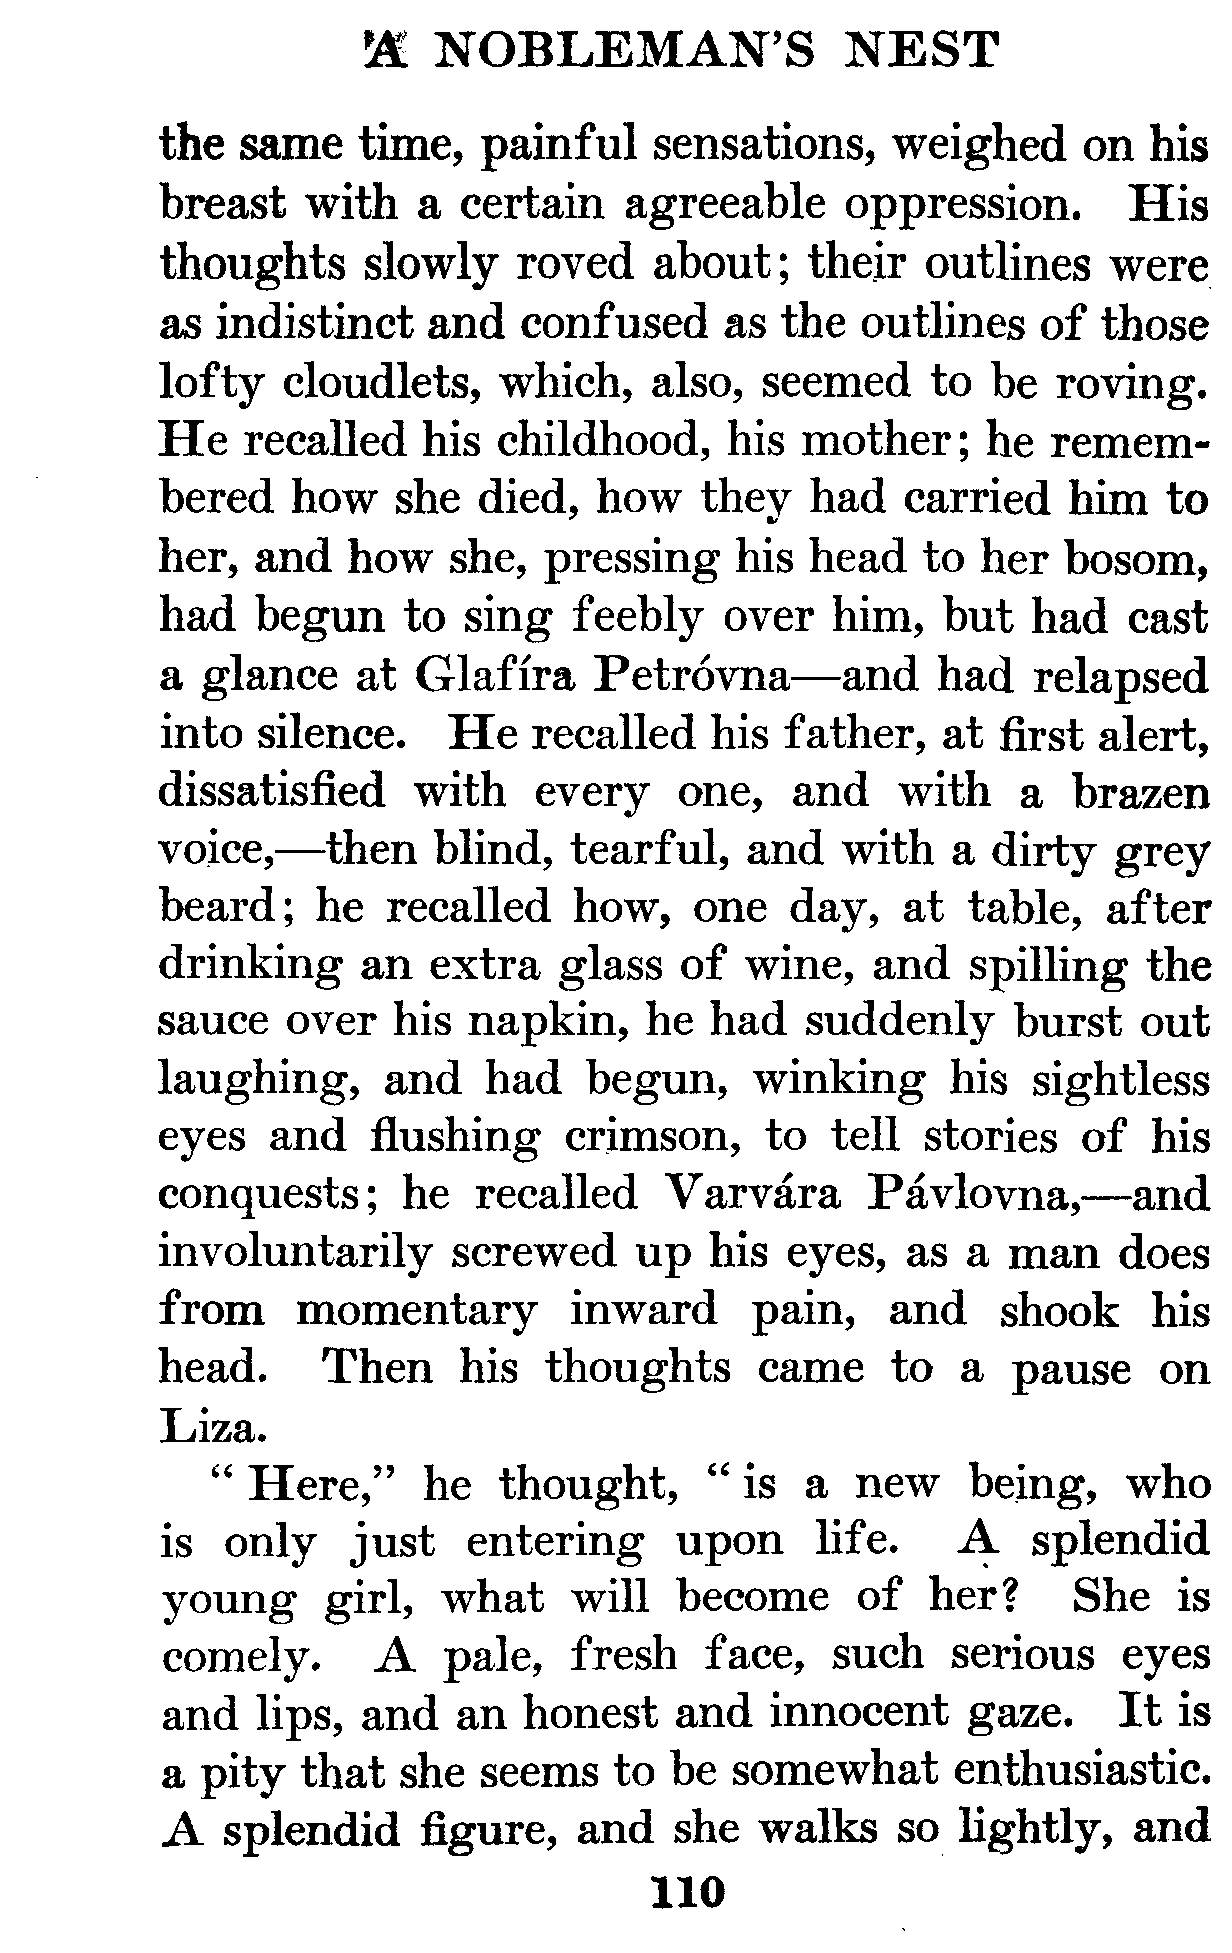 A NOBLEMAN'S NEST
the same time, painful sensations, weighed on his
breast with a certain agreeable oppression. His
thoughts slowly roved about; their outlines were
as indistinct and confused as the outlines of those
lofty cloudlets, which, also, seemed to be roving.
He recalled his childhood, his mother; he remem-
bered how she died, how they had carried him to
her, and how she, pressing his head to her bosom,
had begun to sing feebly over him, but had cast
a glance at Glafíra Petróvna—and had relapsed
into silence. He recalled his father, at first alert,
dissatisfied with every one, and with a brazen
voice,—then blind, tearful, and with a dirty grey
beard; he recalled how, one day, at table, after
drinking an extra glass of wine, and spilling the
sauce over his napkin, he had suddenly burst out
laughing, and had begun, winking his sightless
eyes and flushing crimson, to tell stories of his
conquests; he recalled Varvára Pávlovna,—and
involuntarily screwed up his eyes, as a man does
from momentary inward pain, and shook his
head. Then his thoughts came to a pause on
Liza.
“ Here,” he thought, “ is a new being, who
is only just entering upon life. A splendid
young girl, what will become of her? She is
comely. A pale, fresh face, such serious eyes
and lips, and an honest and innocent gaze. It is
a pity that she seems to be somewhat enthusiastic.
A splendid figure, and she walks so lightly, and
110